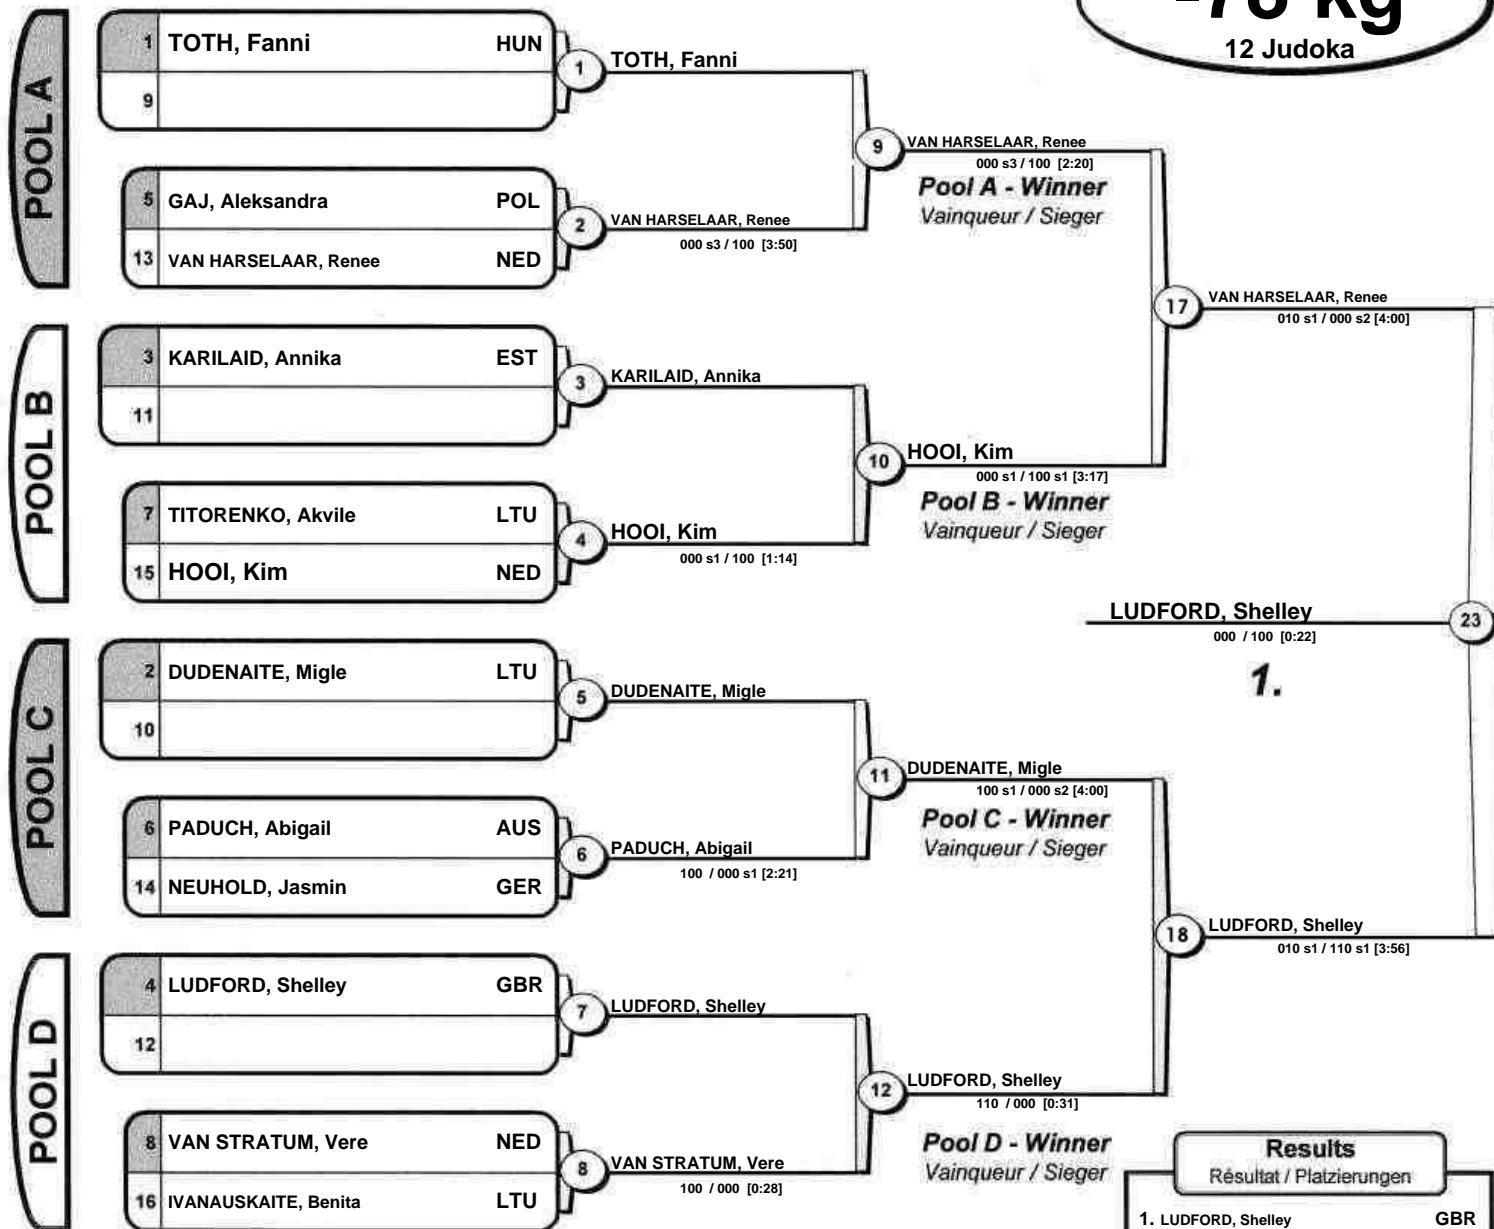 -78 kg
12 Judoka
POOL A
1 TOTH, Fanni HUN
9
1 TOTH, Fanni
5 GAJ, Aleksandra POL
13 VAN HARSELAAR, Renee NED
2 VAN HARSELAAR, Renee
000 s3 / 100 [3:50]
9 VAN HARSELAAR, Renee
000 s3 / 100 [2:20]
Pool A - Winner
Vainqueur / Sieger
POOL B
3 KARILAID, Annika EST
11
3 KARILAID, Annika
7 TITORENKO, Akvile LTU
15 HOOI, Kim NED
4 HOOI, Kim
000 s1 / 100 [1:14]
10 HOOI, Kim
000 s1 / 100 s1 [3:17]
Pool B - Winner
Vainqueur / Sieger
17 VAN HARSELAAR, Renee
010 s1 / 000 s2 [4:00]
LUDFORD, Shelley 23
000 / 100 [0:22]
1.
POOL C
2 DUDENAITE, Migle LTU
10
5 DUDENAITE, Migle
6 PADUCH, Abigail AUS
14 NEUHOLD, Jasmin GER
6 PADUCH, Abigail
100 / 000 s1 [2:21]
11 DUDENAITE, Migle
100 s1 / 000 s2 [4:00]
Pool C - Winner
Vainqueur / Sieger
18 LUDFORD, Shelley
010 s1 / 110 s1 [3:56]
POOL D
4 LUDFORD, Shelley GBR
12
7 LUDFORD, Shelley
8 VAN STRATUM, Vere NED
16 IVANAUSKAITE, Benita LTU
8 VAN STRATUM, Vere
100 / 000 [0:28]
12 LUDFORD, Shelley
110 / 000 [0:31]
Pool D - Winner
Vainqueur / Sieger
Results
Résultat / Platzierungen
1. LUDFORD, Shelley GBR